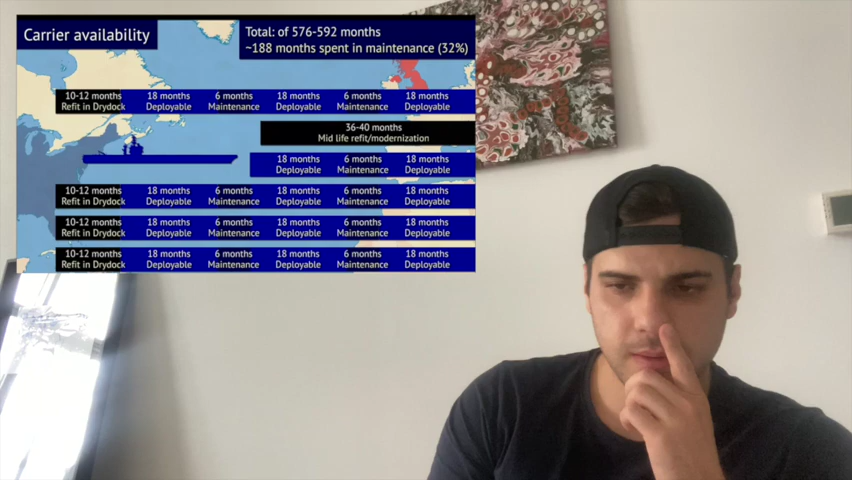 Carrier availability
Total: of 576-592 months
~188 months spent in maintenance (32%)
10-12 months 18 months 6 months 18 months 6 months 18 months
Refit in Drydock Deployable Maintenance Deployable Maintenance Deployable
36-40 months
Mid life refit/modernization
18 months 6 months 18 months
Deployable Maintenance Deployable
10-12 months 18 months 6 months 18 months 6 months 18 months
Refit in Drydock Deployable Maintenance Deployable Maintenance Deployable
10-12 months 18 months 6 months 18 months 6 months 18 months
Refit in Drydock Deployable Maintenance Deployable Maintenance Deployable
10-12 months 18 months 6 months 18 months 6 months 18 months
Refit in Drydock Deployable Maintenance Deployable Maintenance Deployable